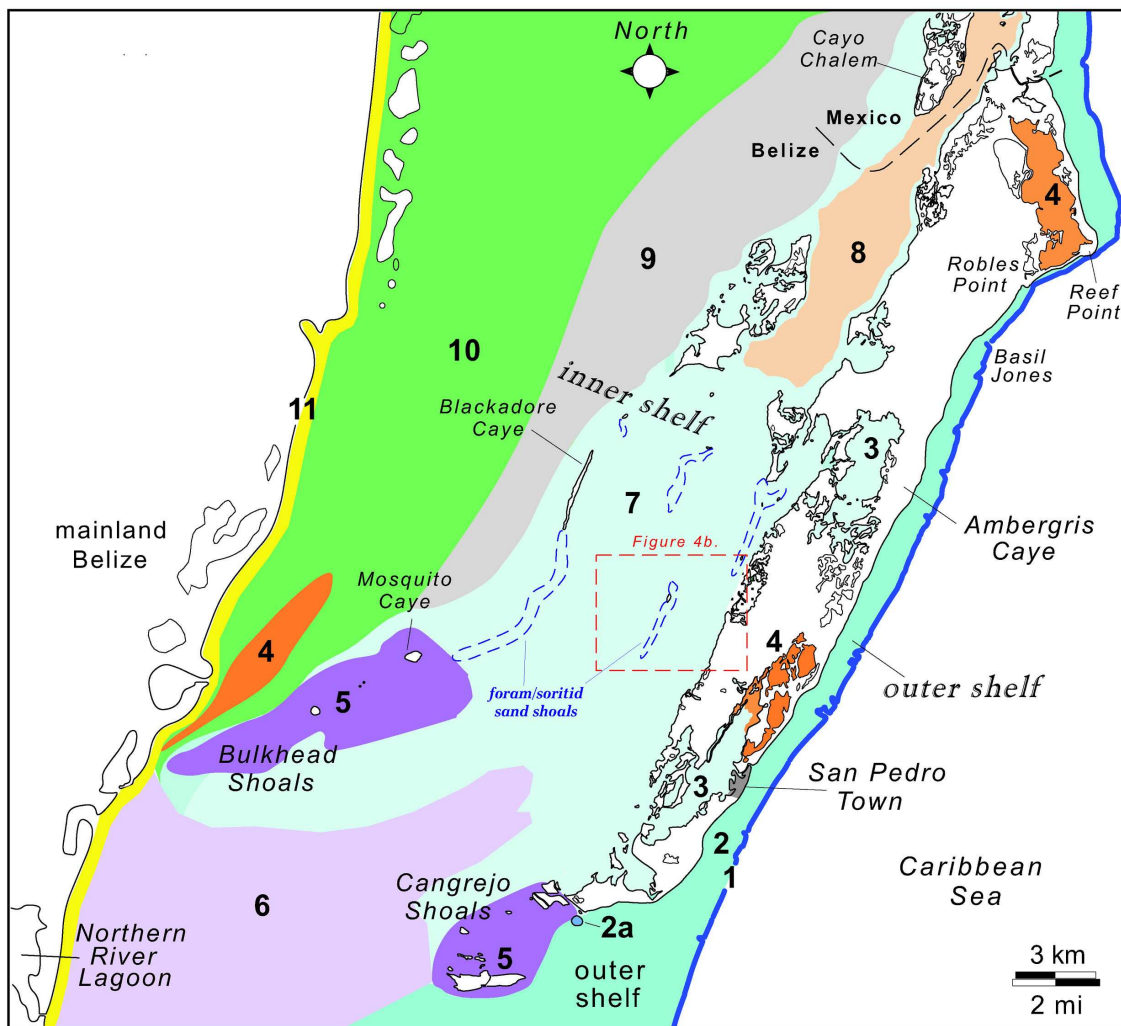 North
Cayo
Chalem
Mexico
Belize
4
9
8
Robles
Point
Reef
Point
10
inner shelf
Basil
Jones
11
Blackadore
Caye
3
7
mainland
Belize
Figure 4b.
Ambergris
Caye
Mosquito
Caye
4
4
outer shelf
5
foram/soritid
sand shoals
Bulkhead
Shoals
San Pedro
Town
3
2
1
Caribbean
Sea
Cangrejo
Shoals
6
2a
Northern
River
Lagoon
5
outer
shelf
3 km
2 mi